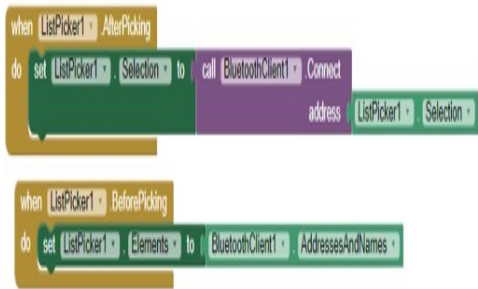 when ListPicker1 .AfterPicking
do set ListPicker1 . Selection to call BluetoothClient1 .Connect
address ListPicker1 . Selection
when ListPicker1 .BeforePicking
do set ListPicker1 . Elements to BluetoothClient1 . AddressesAndNames